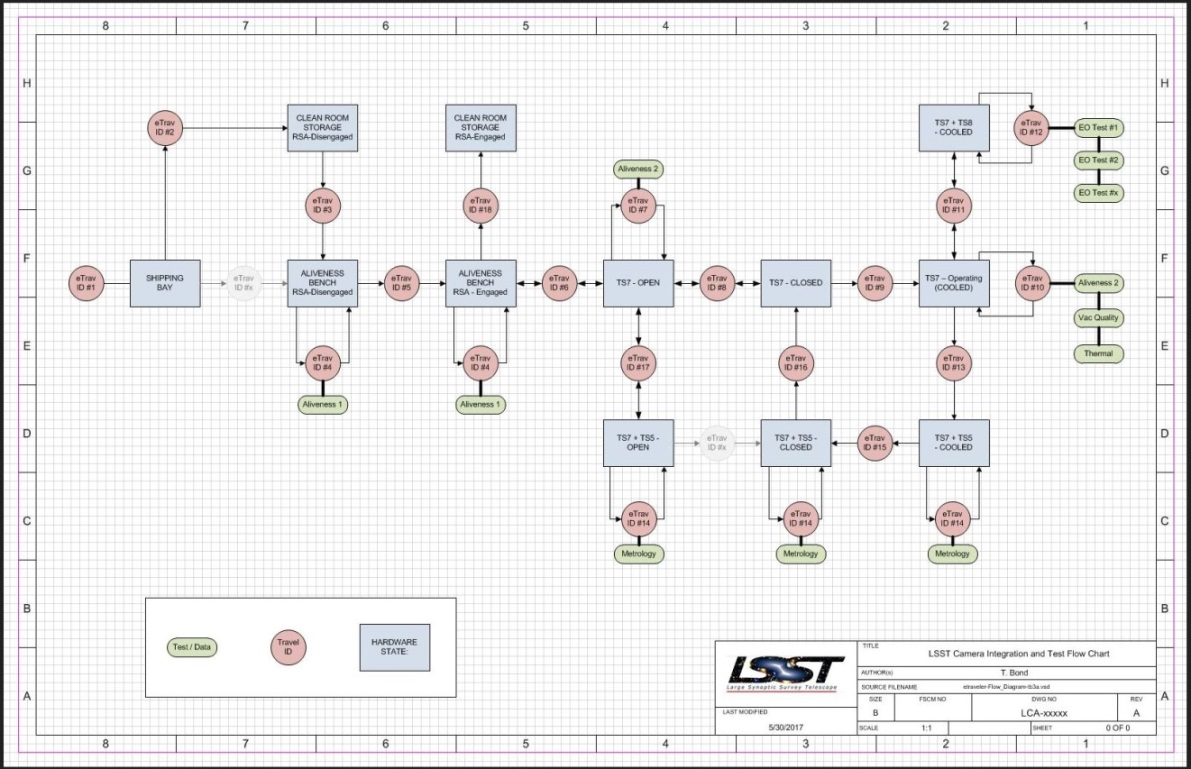 8 7 6 5 4 3 2 1
H
H
eTrav
ID #2
CLEAN ROOM
STORAGE
RSA-Disengaged
CLEAN ROOM
STORAGE
RSA-Engaged
TS7 + TS8
- COOLED
eTrav
ID #12
EO Test #1
EO Test #2
EO Test #x
G
G
Aliveness 2
eTrav
ID #3
eTrav
ID #18
eTrav
ID #7
eTrav
ID #11
F
F
eTrav
ID #1
SHIPPING
BAY
eTrav
ID #x
ALIVENESS
BENCH
RSA-Disengaged
eTrav
ID #5
ALIVENESS
BENCH
RSA - Engaged
eTrav
ID #6
TS7 - OPEN
eTrav
ID #8
TS7 - CLOSED
eTrav
ID #9
TS7 – Operating
(COOLED)
eTrav
ID #10
Aliveness 2
Vac Quality
Thermal
E
E
eTrav
ID #4
Aliveness 1
eTrav
ID #4
Aliveness 1
eTrav
ID #17
eTrav
ID #16
eTrav
ID #13
D
D
TS7 + TS5 -
OPEN
eTrav
ID #x
TS7 + TS5 -
CLOSED
eTrav
ID #15
TS7 + TS5
- COOLED
C
C
eTrav
ID #14
Metrology
eTrav
ID #14
Metrology
eTrav
ID #14
Metrology
B
B
Test / Data
Travel
ID
HARDWARE
STATE:
A
A
LSST
Large Synoptic Survey Telescope
LAST MODIFIED
5/30/2017
TITLE
LSST Camera Integration and Test Flow Chart
AUTHOR(s)
T. Bond
SOURCE FILENAME
etraveler-Flow_Diagram-tb3a.vsd
SIZE
B
FSCM NO
DWG NO
LCA-xxxxx
REV
A
SCALE
1:1
SHEET
0 OF 0
8 7 6 5 4 3 2 1